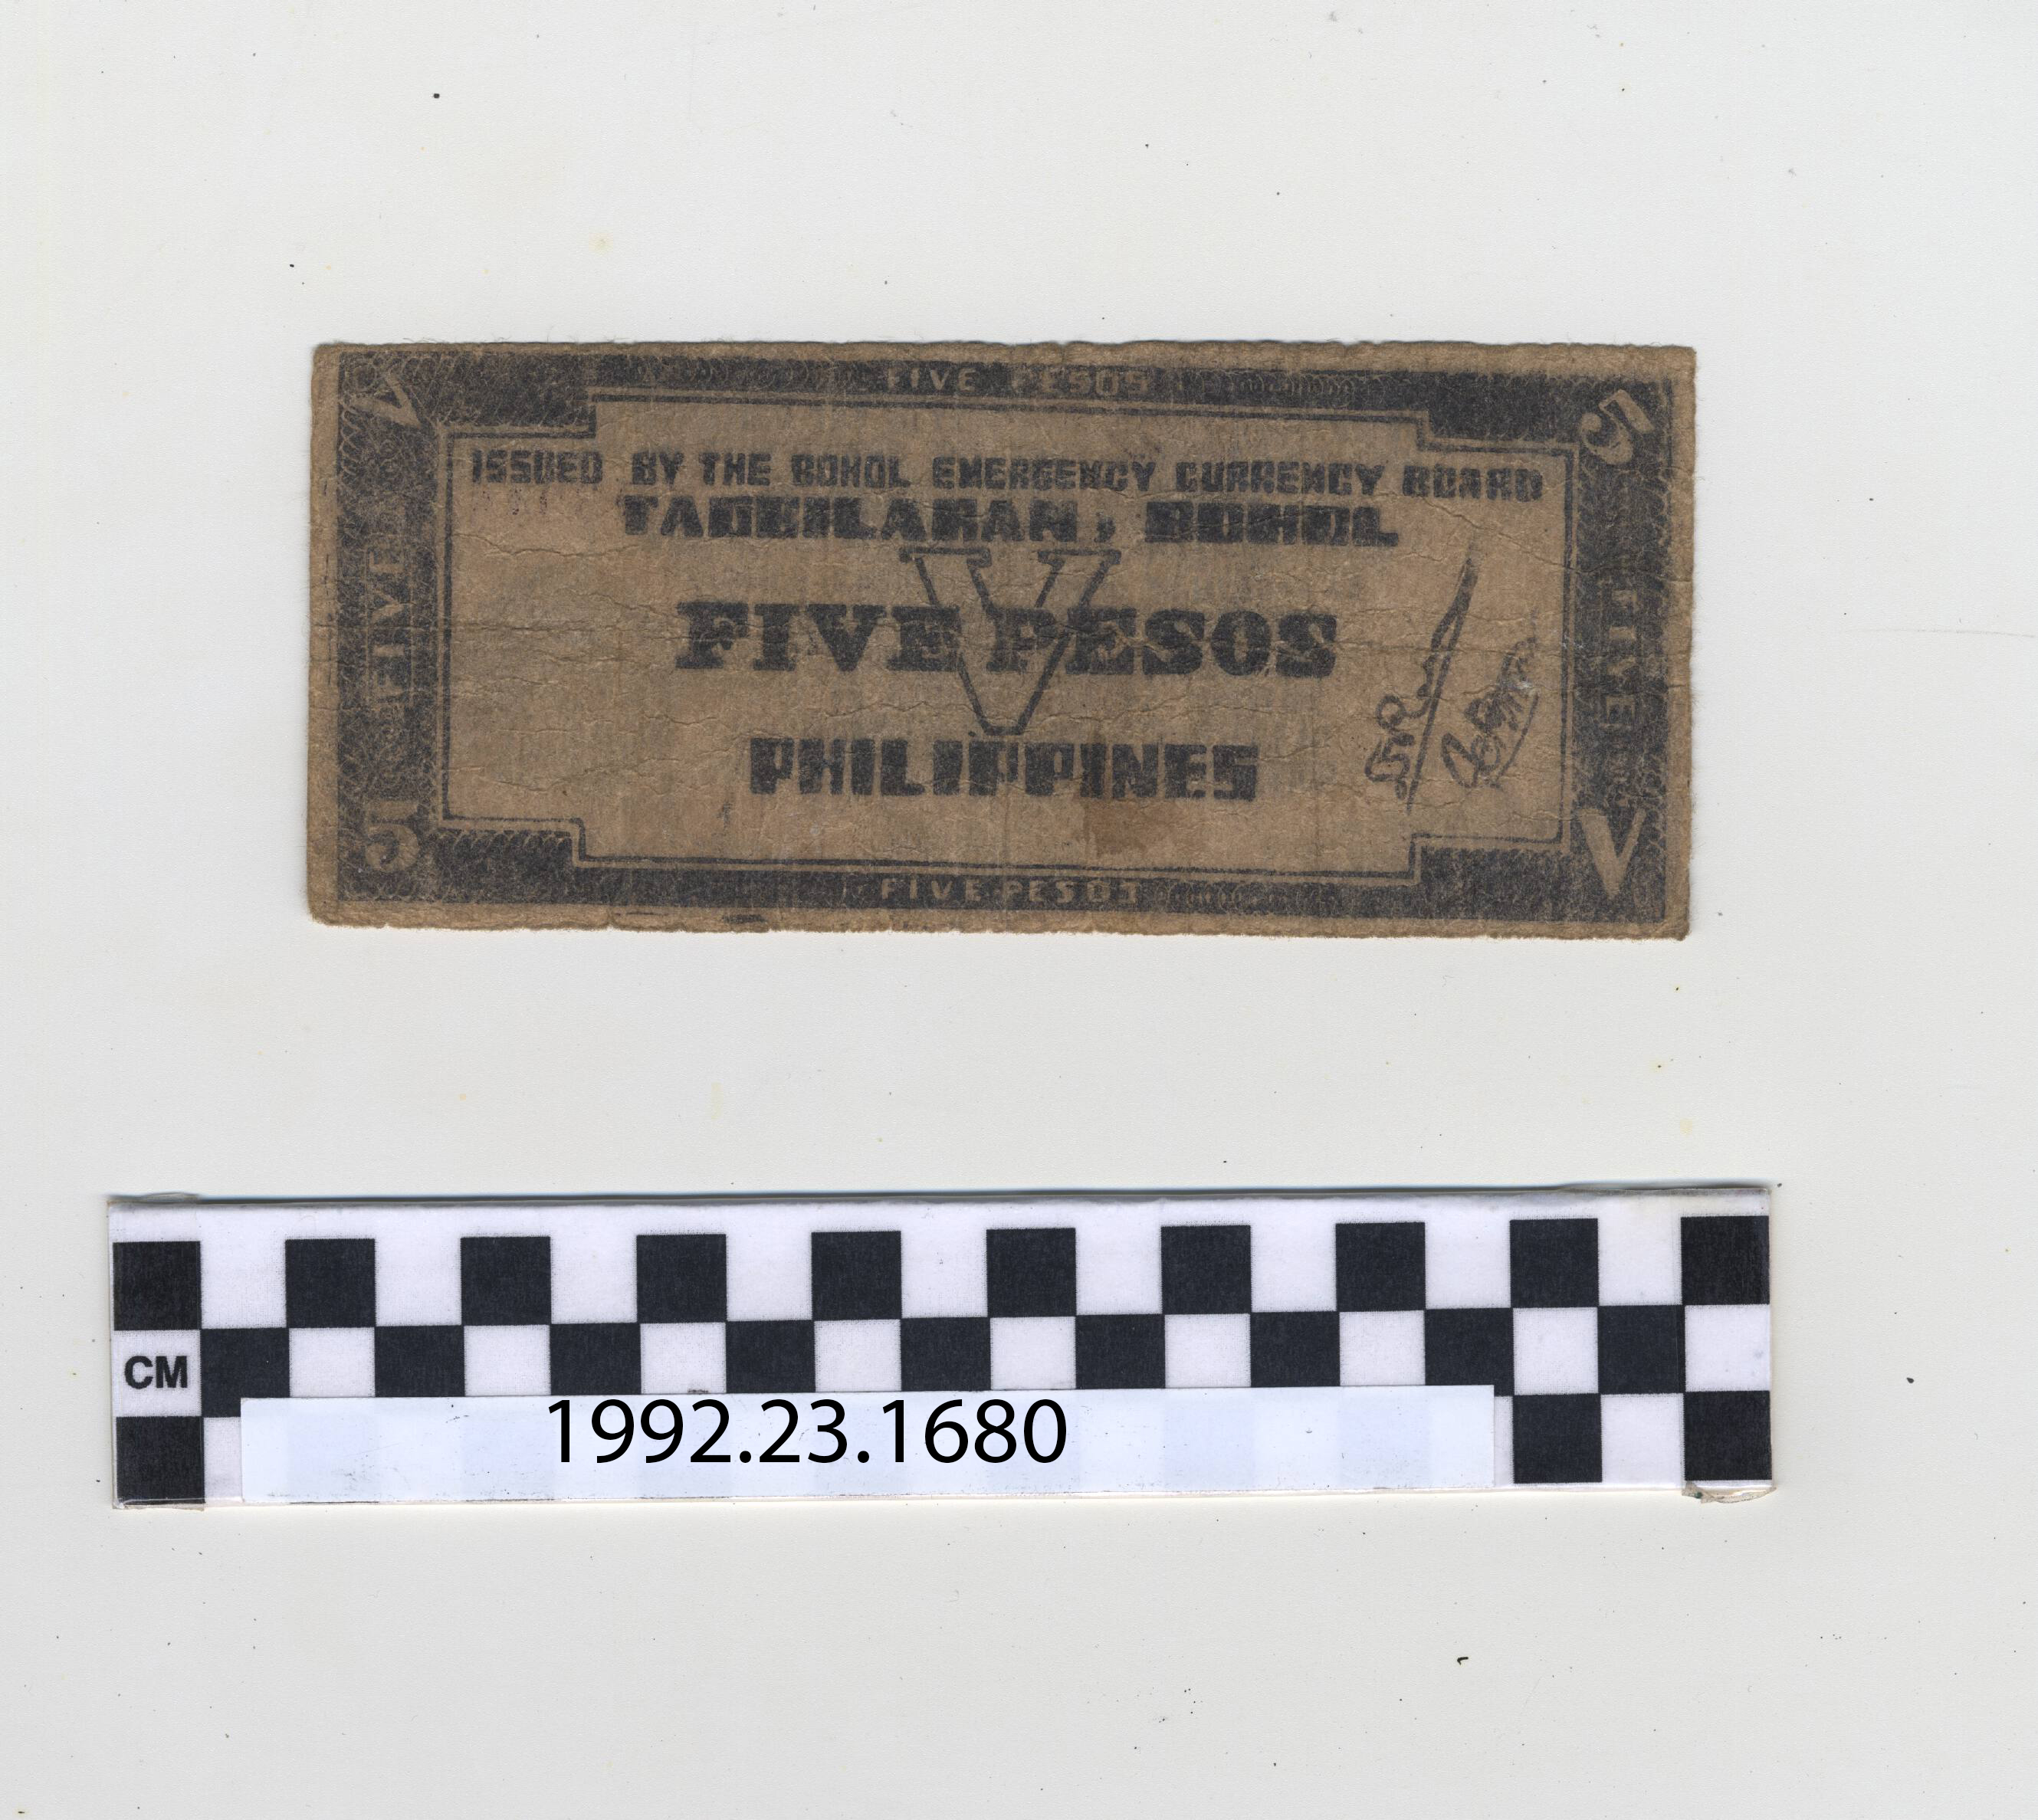 V
FIVE PESOS
5
ISSUED BY THE BOHOL EMERGENCY CURRENCY BOARD
TAGBILARAN, BOHOL
V
FIVE PESOS
PHILIPPINES
FIVE
FIVE
5
FIVE PESOS
V
CM
1992.23.1680